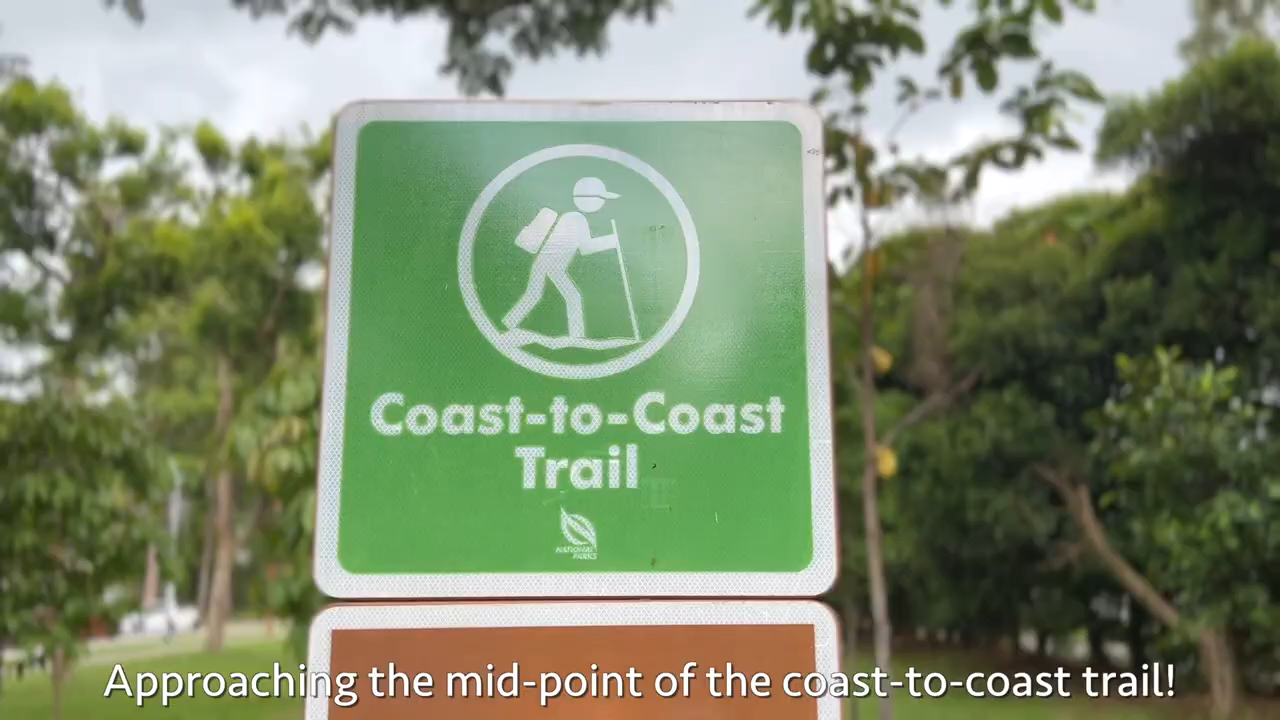 Coast-to-Coast
Trail
NATIONAL
PARKS
Approaching the mid-point of the coast-to-coast trail!